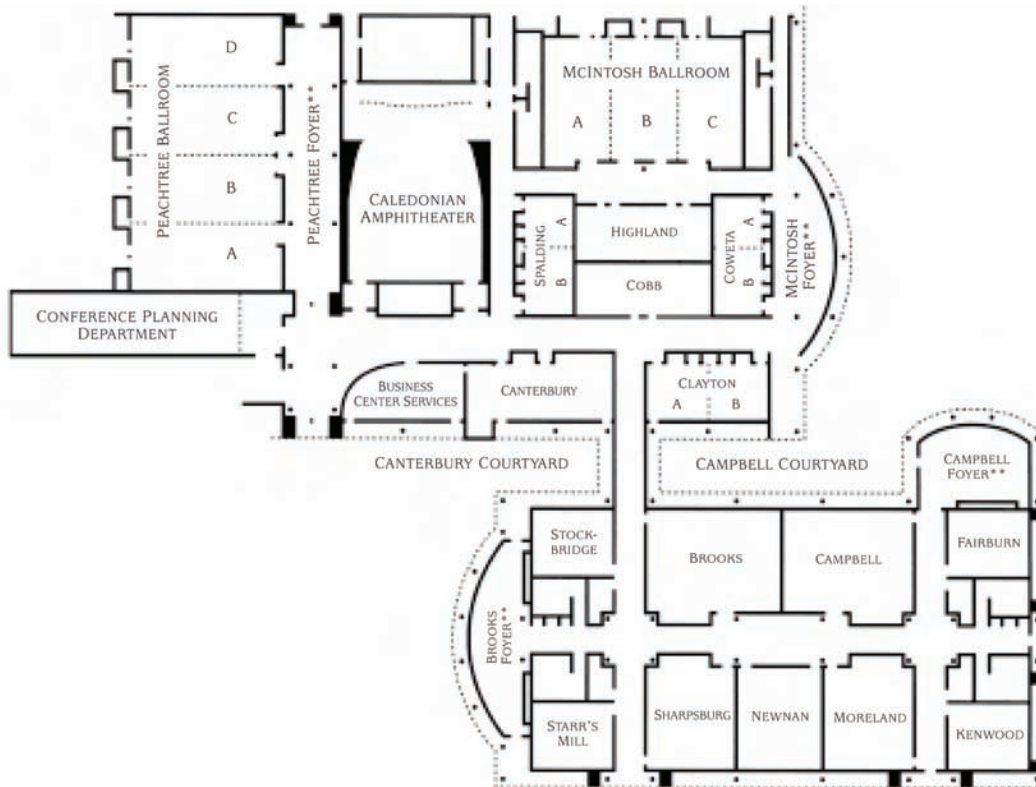 D
C
B
A
PEACHTREE BALLROOM
PEACHTREE FOYER**
CALEDONIAN
AMPHITHEATER
MCINTOSH BALLROOM
A B C
SPALDING
A
B
HIGHLAND
COBB
COWETA
A
B
MCINTOSH
FOYER**
CONFERENCE PLANNING
DEPARTMENT
BUSINESS
CENTER SERVICES
CANTERBURY
CLAYTON
A B
CANTERBURY COURTYARD
CAMPBELL COURTYARD
CAMPBELL
FOYER**
STOCK-
BRIDGE
BROOKS
CAMPBELL
FAIRBURN
BROOKS
FOYER**
STARR'S
MILL
SHARPSBURG
NEWNAN
MORELAND
KENWOOD